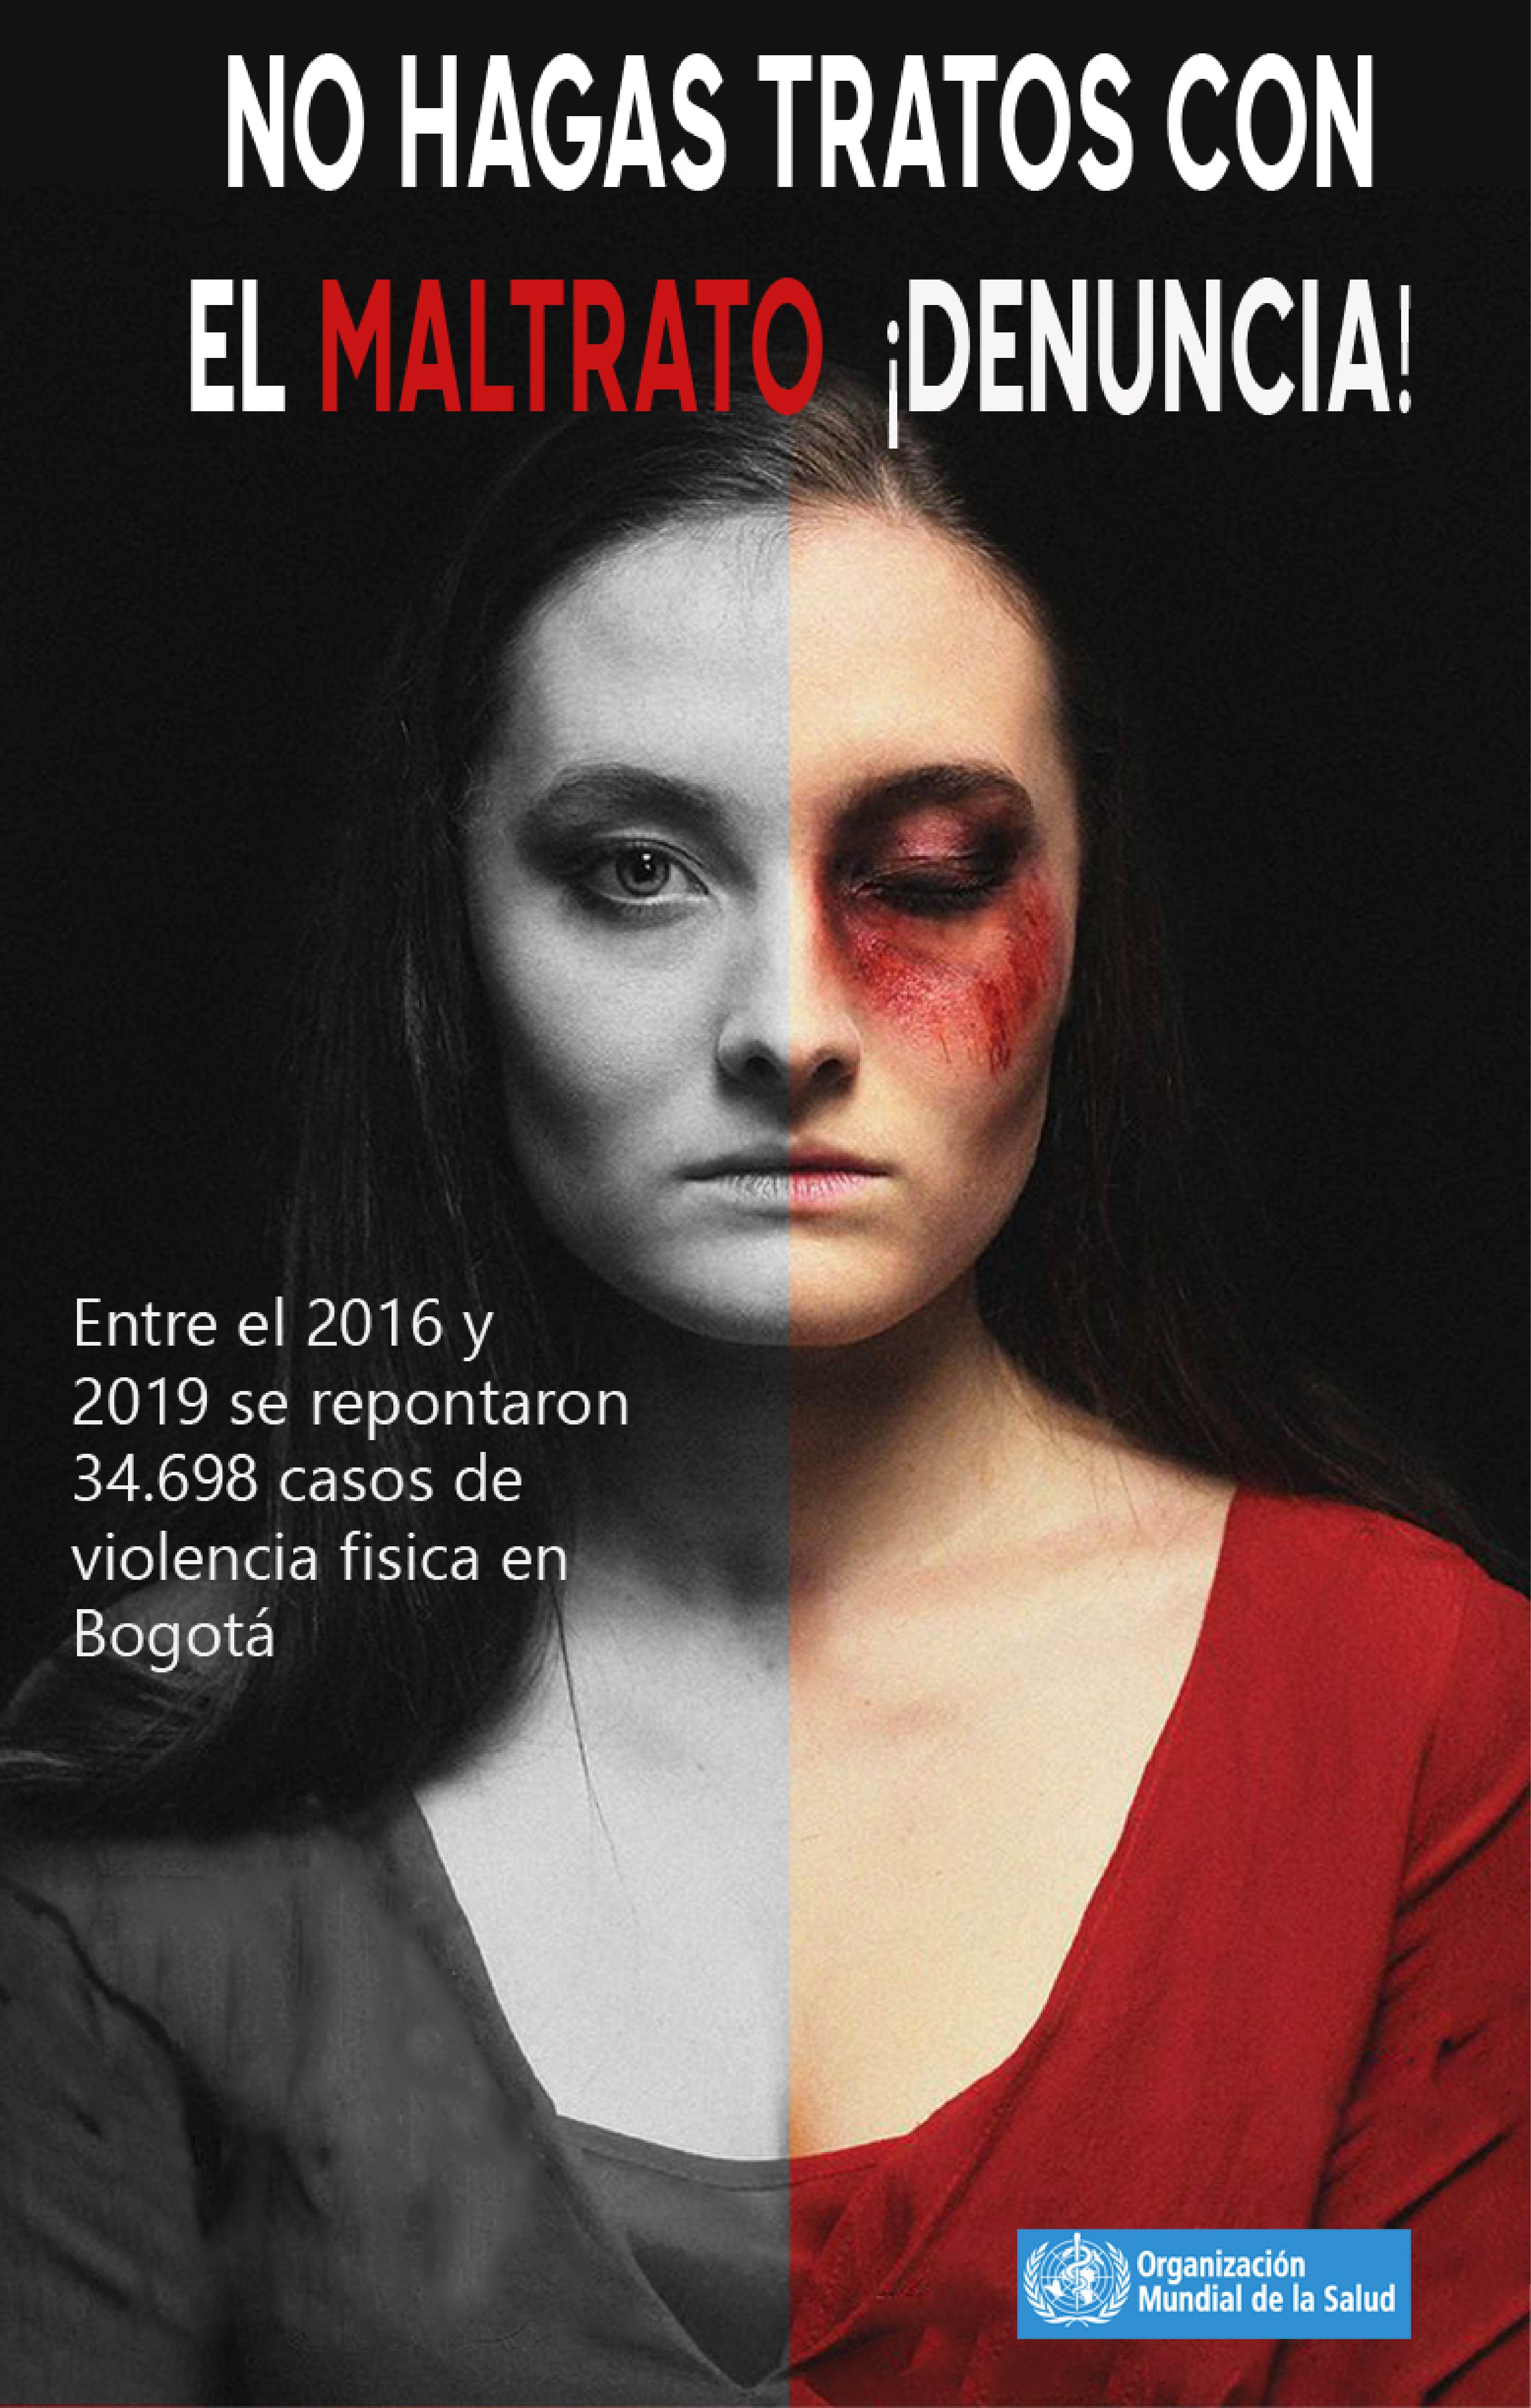 NO HAGAS TRATOS CON
EL MALTRATO ¡DENUNCIA!
Entre el 2016 y
2019 se repontaron
34.698 casos de
violencia fisica en
Bogotá
Organización
Mundial de la Salud